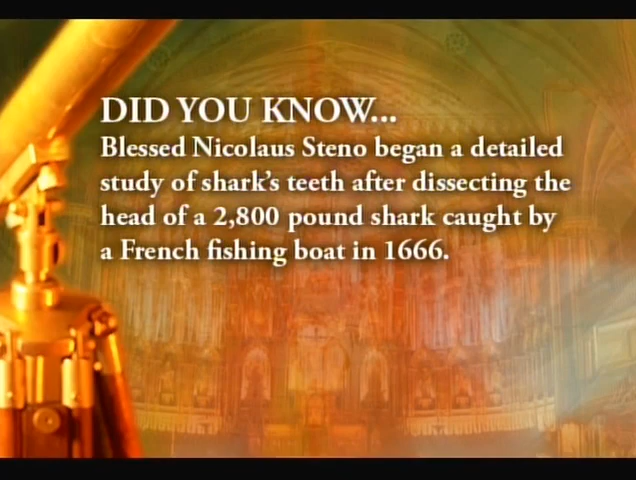 DID YOU KNOW...
Blessed Nicolaus Steno began a detailed
study of shark's teeth after dissecting the
head of a 2,800 pound shark caught by
a French fishing boat in 1666.